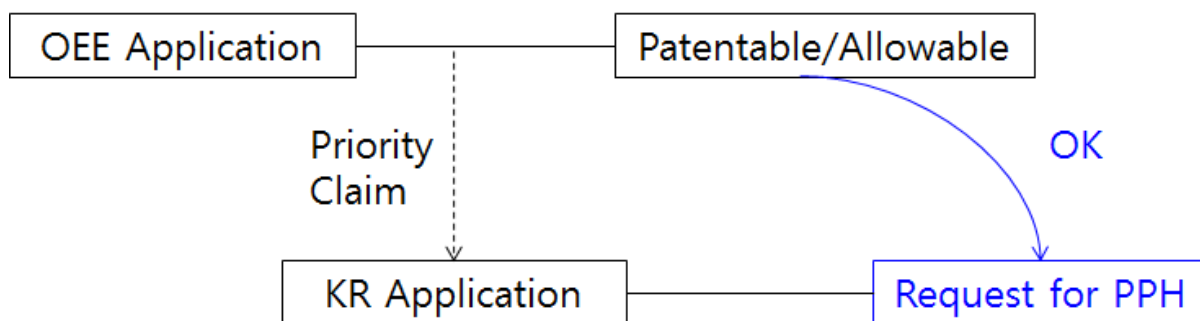 OEE Application
Patentable/Allowable
Priority
Claim
OK
KR Application
Request for PPH